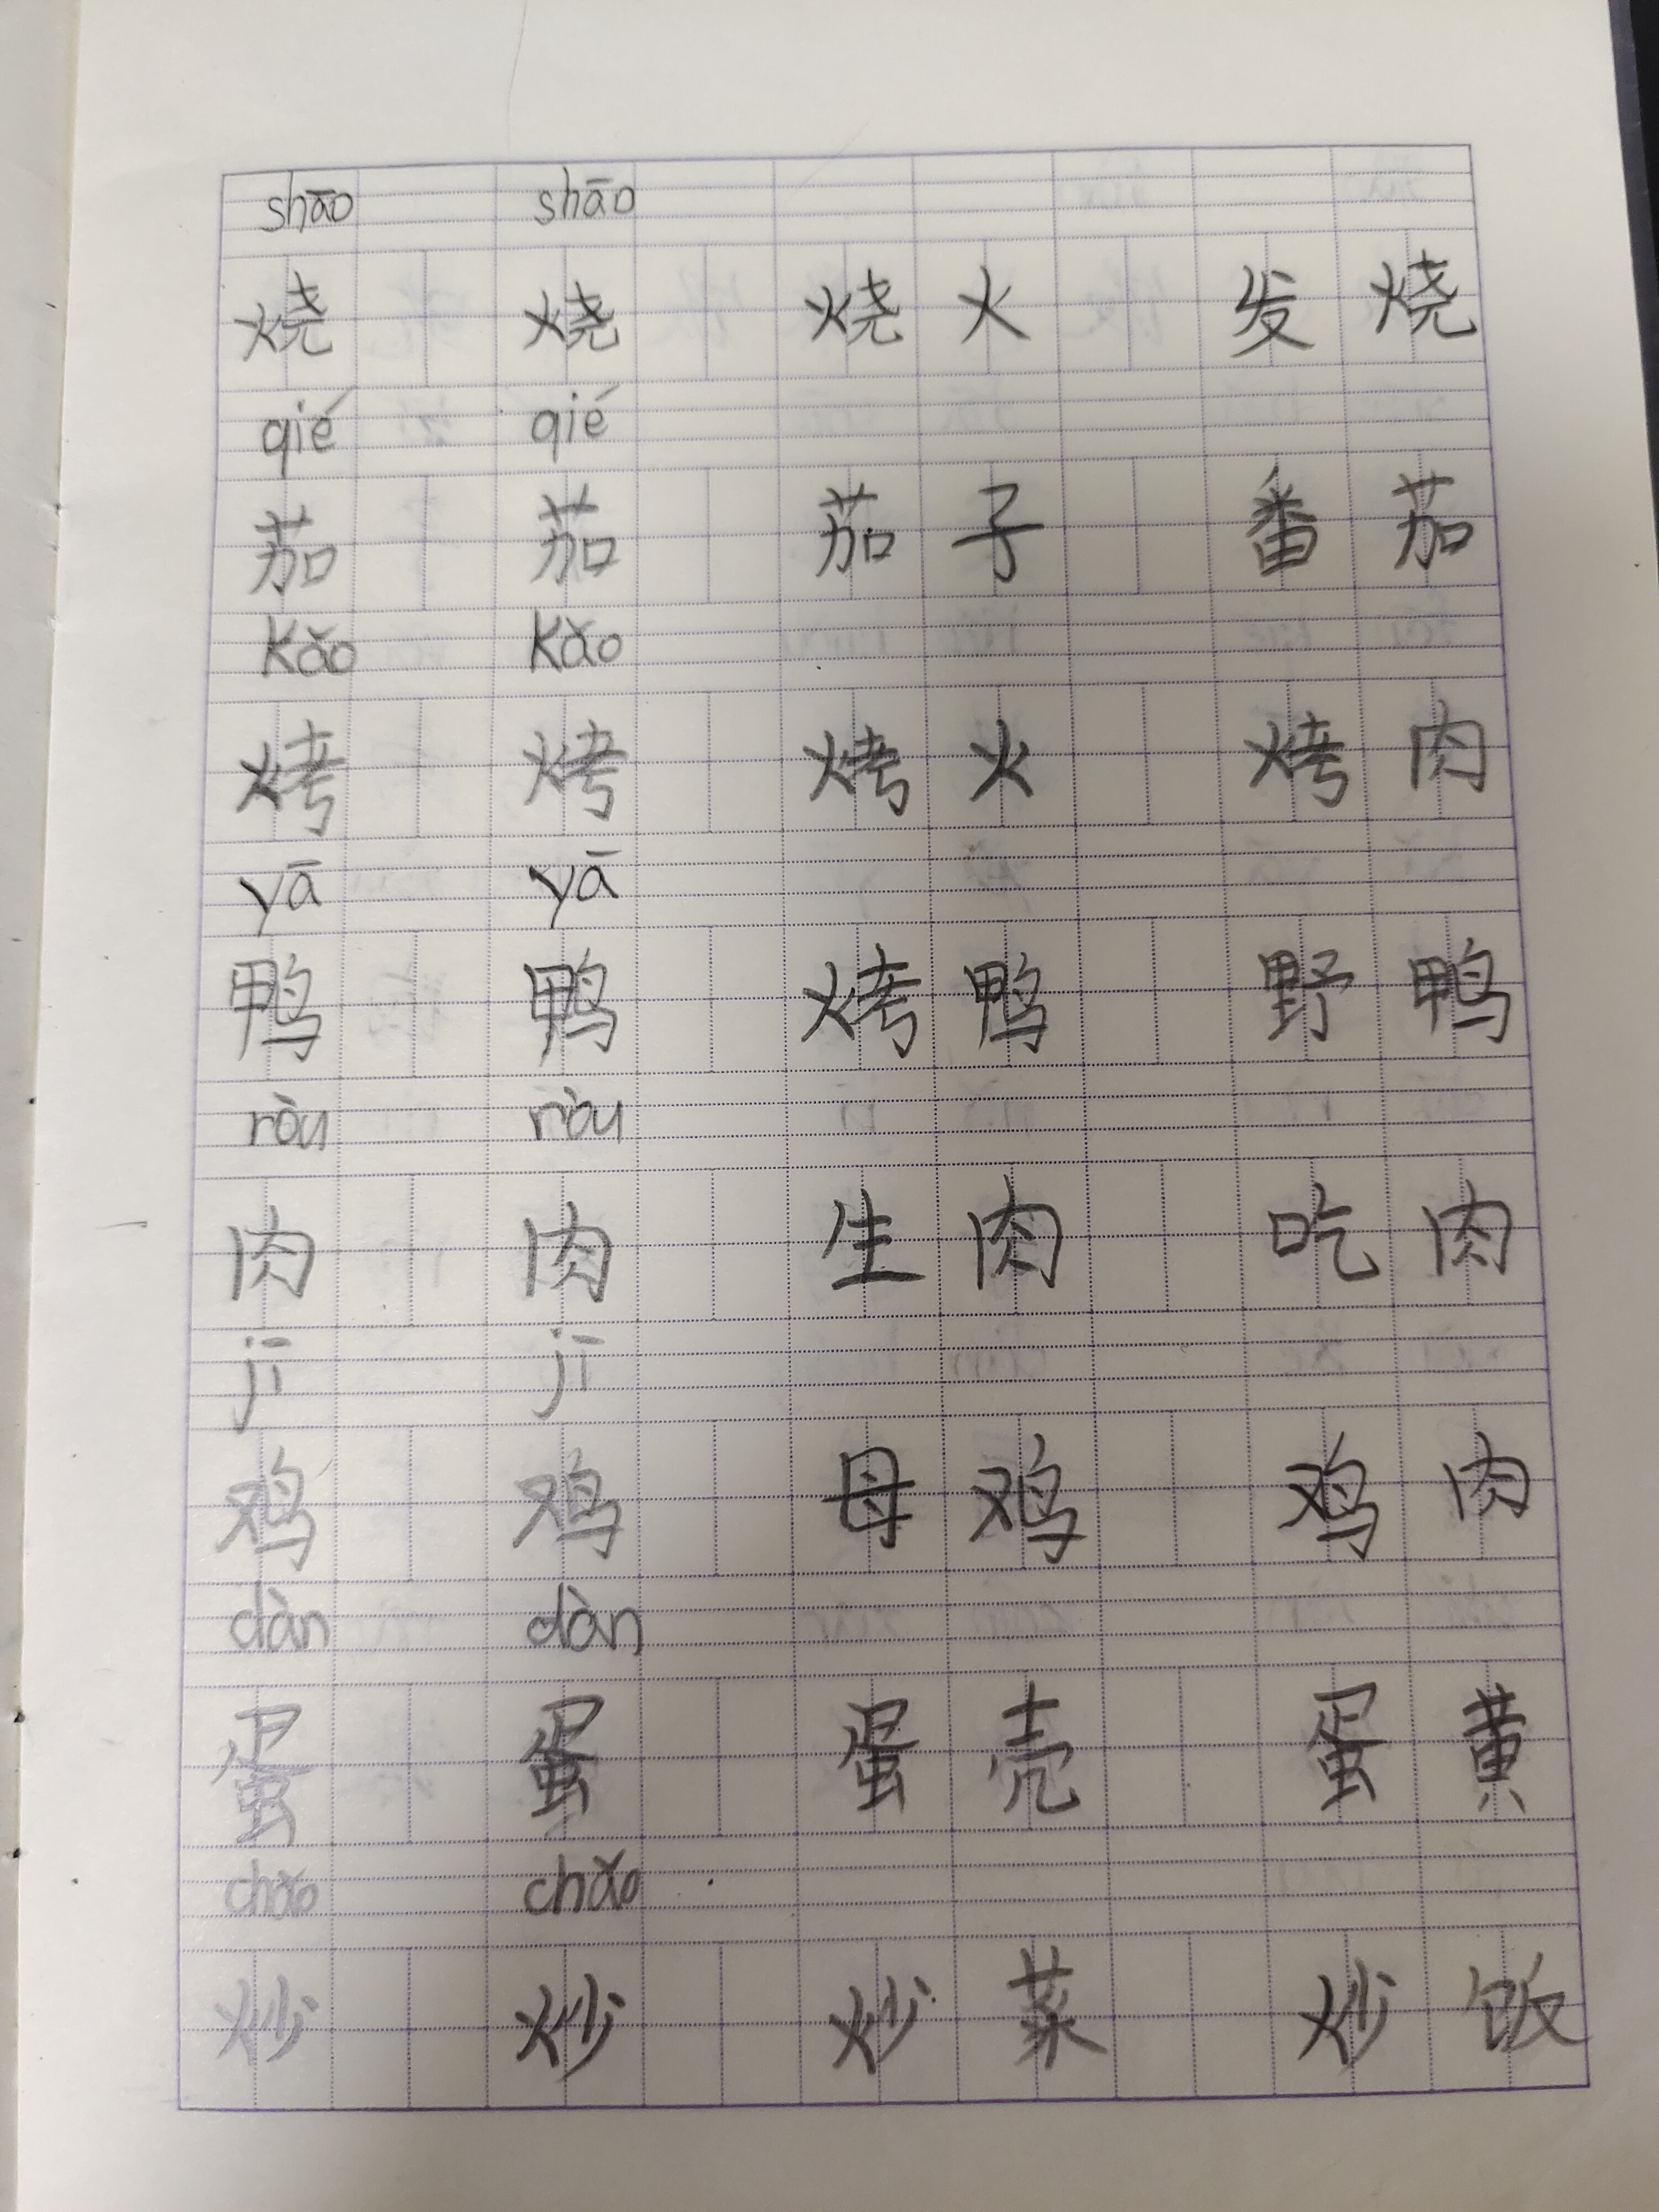 shāo shāo
烧 烧 烧火 发烧
qié qié
茄 茄 茄子 番茄
kǎo kǎo
烤 烤 烤火 烤肉
yā yā
鸭 鸭 烤鸭 野鸭
ròu ròu
肉 肉 生肉 吃肉
jī jī
鸡 鸡 母鸡 鸡肉
dàn dàn
蛋 蛋 蛋壳 蛋黄
chǎo chǎo
炒 炒 炒菜 炒饭